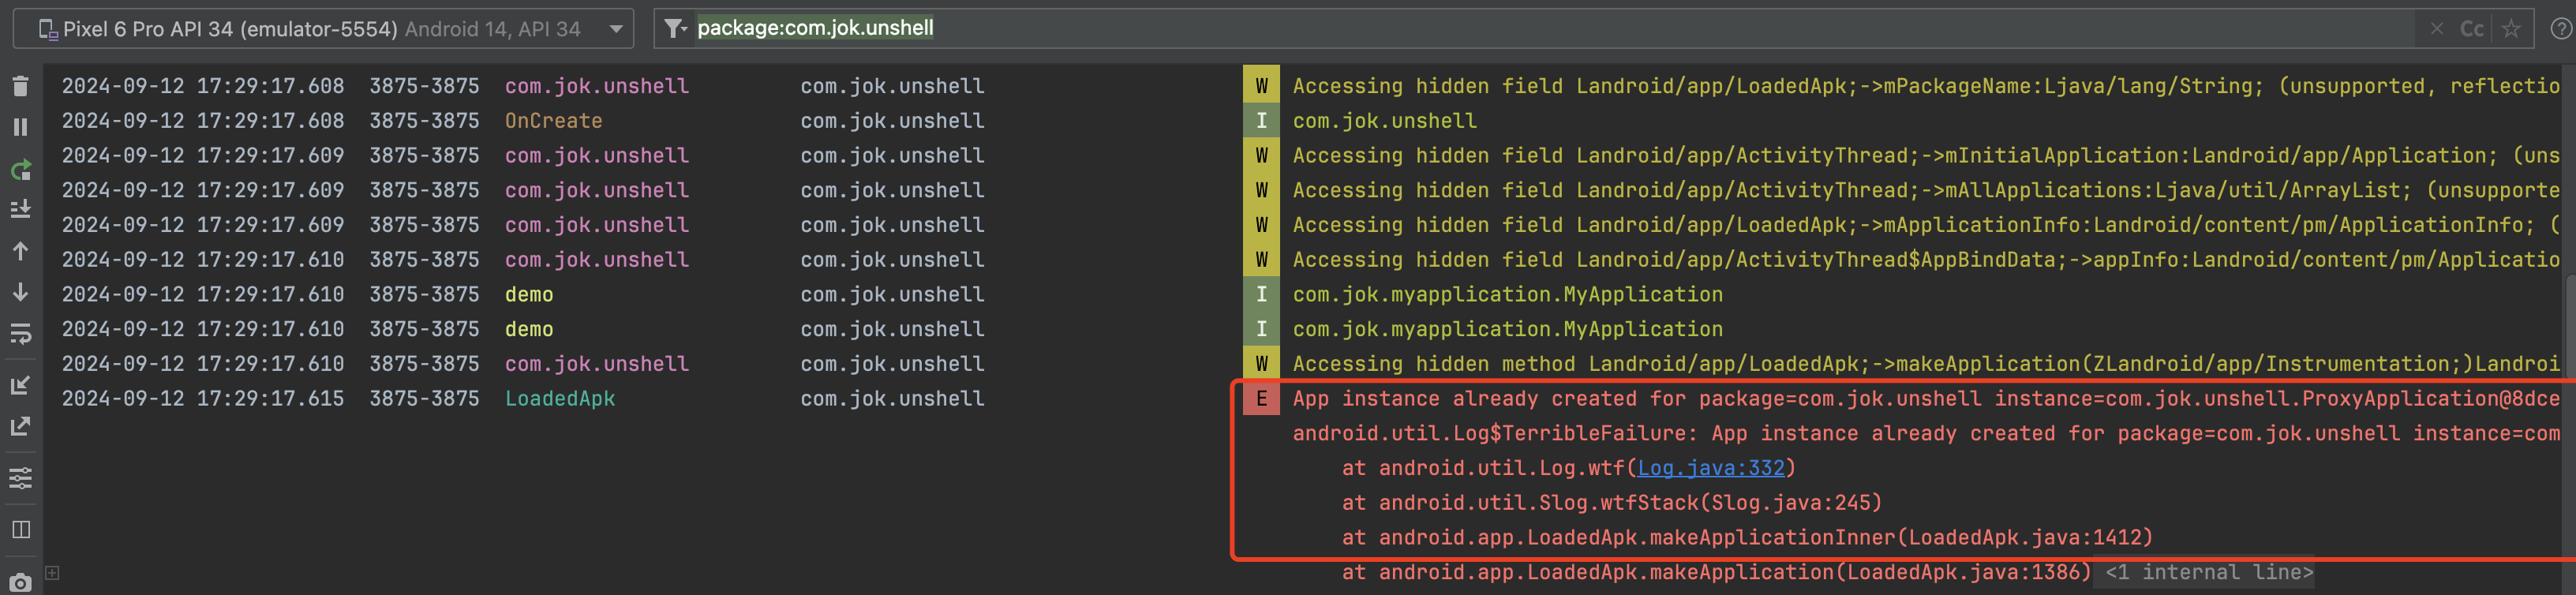 Pixel 6 Pro API 34 (emulator-5554) Android 14, API 34 package:com.jok.unshell Cc
2024-09-12 17:29:17.608 3875-3875 com.jok.unshell com.jok.unshell W Accessing hidden field Landroid/app/LoadedApk;->mPackageName:Ljava/lang/String; (unsupported, reflectio
2024-09-12 17:29:17.608 3875-3875 OnCreate com.jok.unshell I com.jok.unshell
2024-09-12 17:29:17.609 3875-3875 com.jok.unshell com.jok.unshell W Accessing hidden field Landroid/app/ActivityThread;->mInitialApplication:Landroid/app/Application; (uns
2024-09-12 17:29:17.609 3875-3875 com.jok.unshell com.jok.unshell W Accessing hidden field Landroid/app/ActivityThread;->mAllApplications:Ljava/util/ArrayList; (unsupporte
2024-09-12 17:29:17.609 3875-3875 com.jok.unshell com.jok.unshell W Accessing hidden field Landroid/app/LoadedApk;->mApplicationInfo:Landroid/content/pm/ApplicationInfo; (
2024-09-12 17:29:17.610 3875-3875 com.jok.unshell com.jok.unshell W Accessing hidden field Landroid/app/ActivityThread$AppBindData;->appInfo:Landroid/content/pm/Applicatio
2024-09-12 17:29:17.610 3875-3875 demo com.jok.unshell I com.jok.myapplication.MyApplication
2024-09-12 17:29:17.610 3875-3875 demo com.jok.unshell I com.jok.myapplication.MyApplication
2024-09-12 17:29:17.610 3875-3875 com.jok.unshell com.jok.unshell W Accessing hidden method Landroid/app/LoadedApk;->makeApplication(ZLandroid/app/Instrumentation;)Landroi
2024-09-12 17:29:17.615 3875-3875 LoadedApk com.jok.unshell E App instance already created for package=com.jok.unshell instance=com.jok.unshell.ProxyApplication@8dce
android.util.Log$TerribleFailure: App instance already created for package=com.jok.unshell instance=com
at android.util.Log.wtf(Log.java:332)
at android.util.Slog.wtfStack(Slog.java:245)
at android.app.LoadedApk.makeApplicationInner(LoadedApk.java:1412)
at android.app.LoadedApk.makeApplication(LoadedApk.java:1386) <1 internal line>